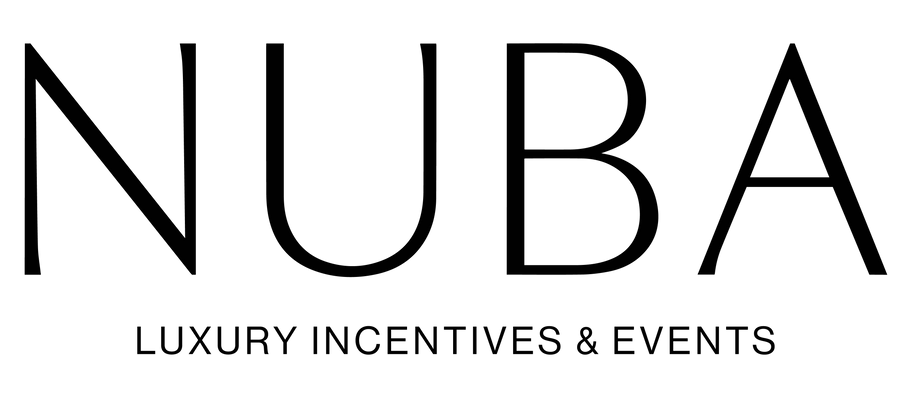 NUBA
LUXURY INCENTIVES & EVENTS